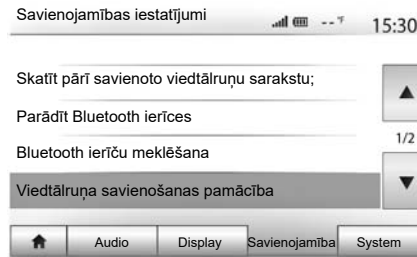 Savienojamības iestatījumi
--°F 15:30
Skatīt pārī savienoto viedtālruņu sarakstu;
Parādīt Bluetooth ierīces
1/2
Bluetooth ierīču meklēšana
Viedtālruņa savienošanas pamācība
Audio Display Savienojamība System